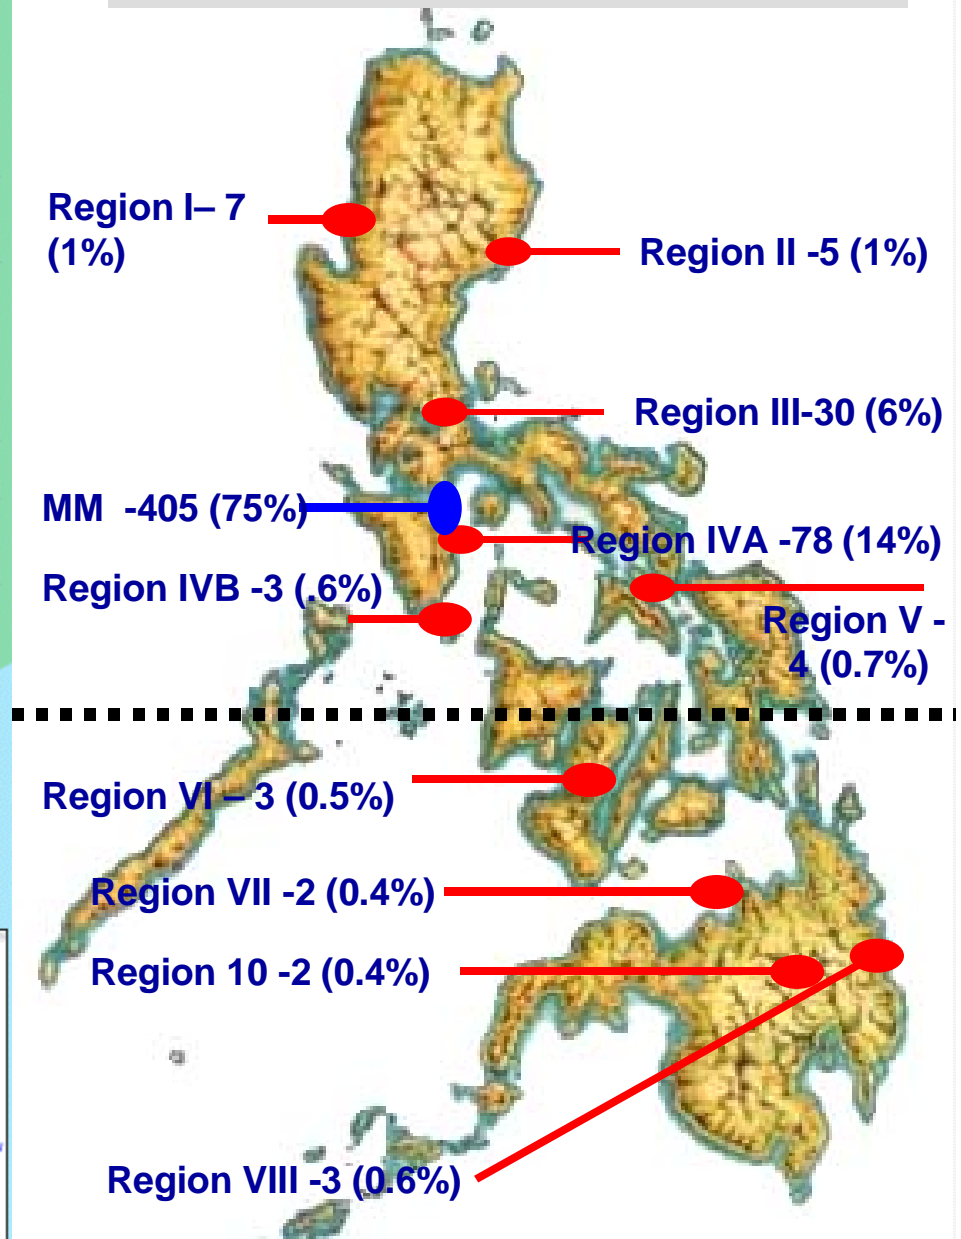 Region I– 7
(1%)
Region II -5 (1%)
Region III-30 (6%)
MM -405 (75%)
Region IVA -78 (14%)
Region IVB -3 (.6%)
Region V -
4 (0.7%)
Region VI – 3 (0.5%)
Region VII -2 (0.4%)
Region 10 -2 (0.4%)
Region VIII -3 (0.6%)